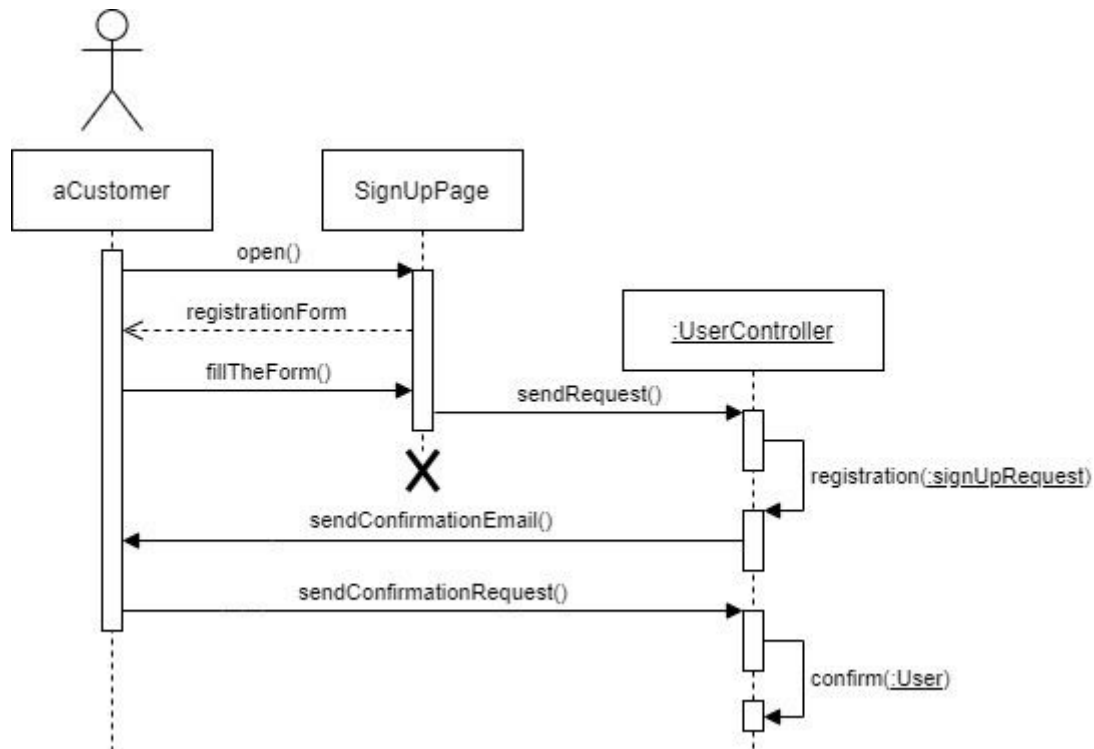 aCustomer
SignUpPage
open()
registrationForm
:UserController
fillTheForm()
sendRequest()
registration(:signUpRequest)
sendConfirmationEmail()
sendConfirmationRequest()
confirm(:User)